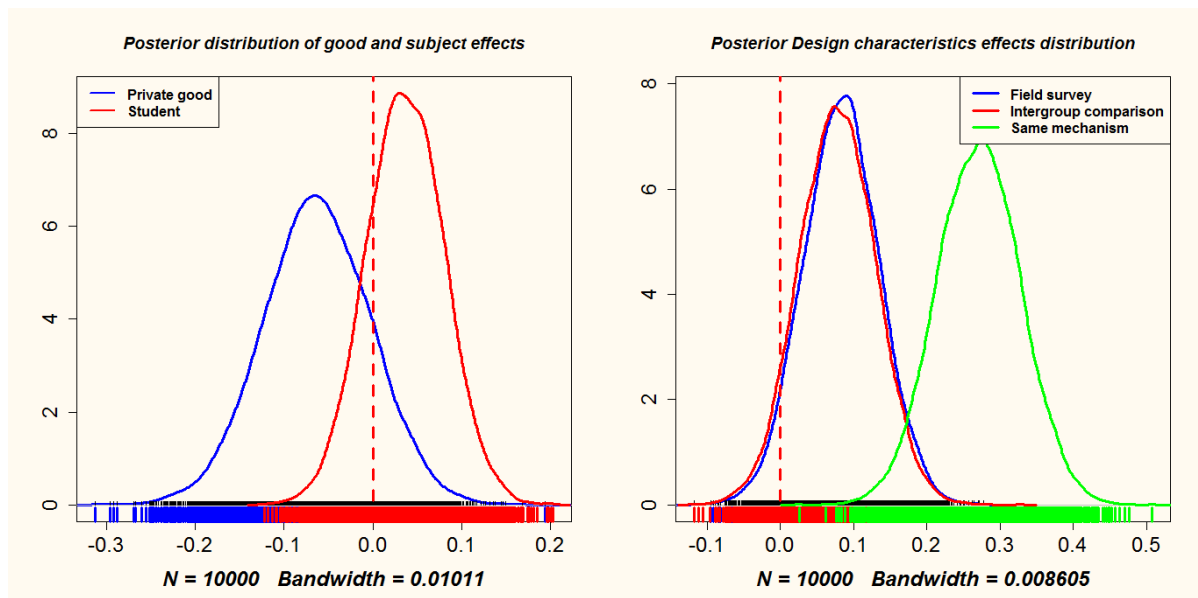 Posterior distribution of good and subject effects
Private good
Student
8
6
4
2
0
-0.3 -0.2 -0.1 0.0 0.1 0.2
N = 10000 Bandwidth = 0.01011
Posterior Design characteristics effects distribution
Field survey
Intergroup comparison
Same mechanism
8
6
4
2
0
-0.1 0.0 0.1 0.2 0.3 0.4 0.5
N = 10000 Bandwidth = 0.008605